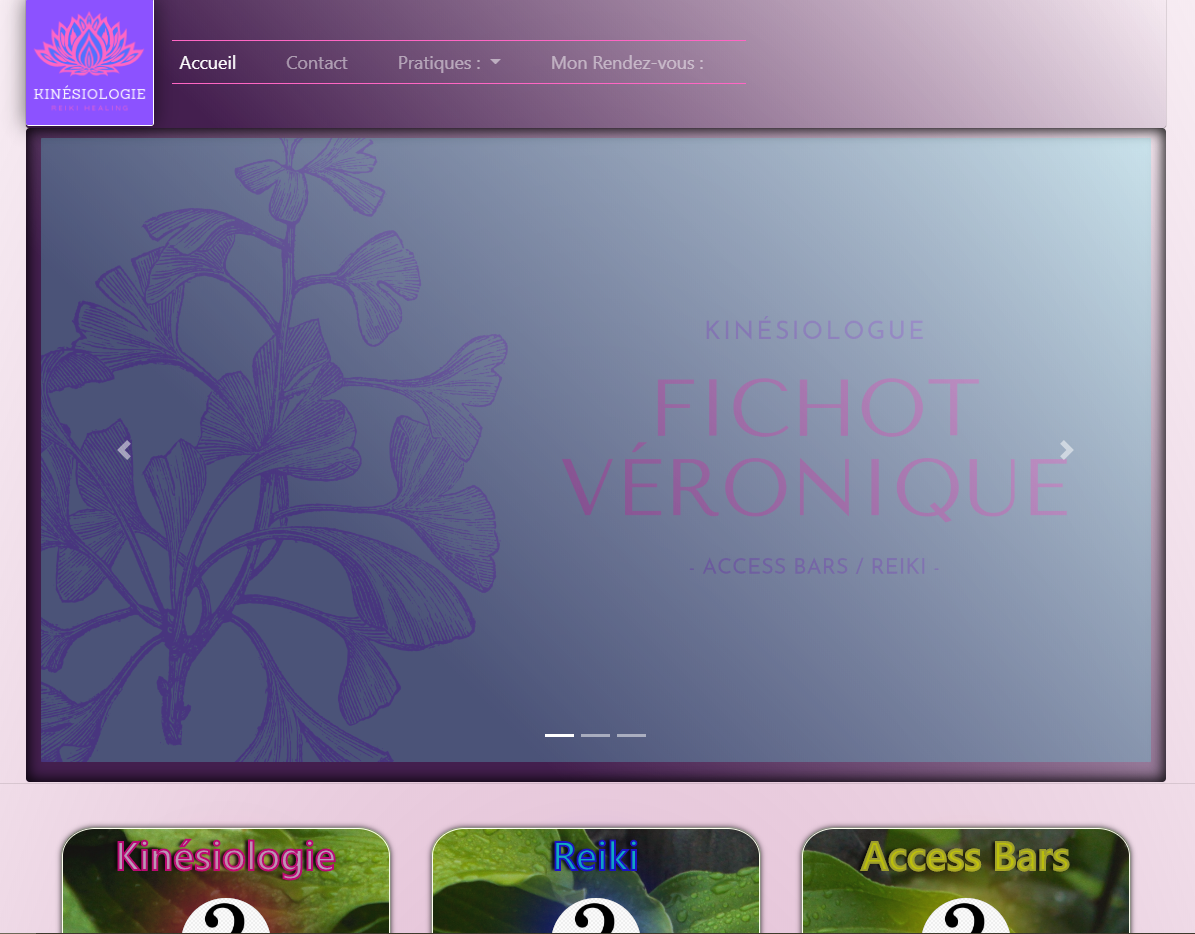 KINÉSIOLOGIE
REIKI HEALING
Accueil Contact Pratiques : Mon Rendez-vous :
KINÉSIOLOGUE
FICHOT
VÉRONIQUE
- ACCESS BARS / REIKI -
Kinésiologie Reiki Access Bars
? ? ?